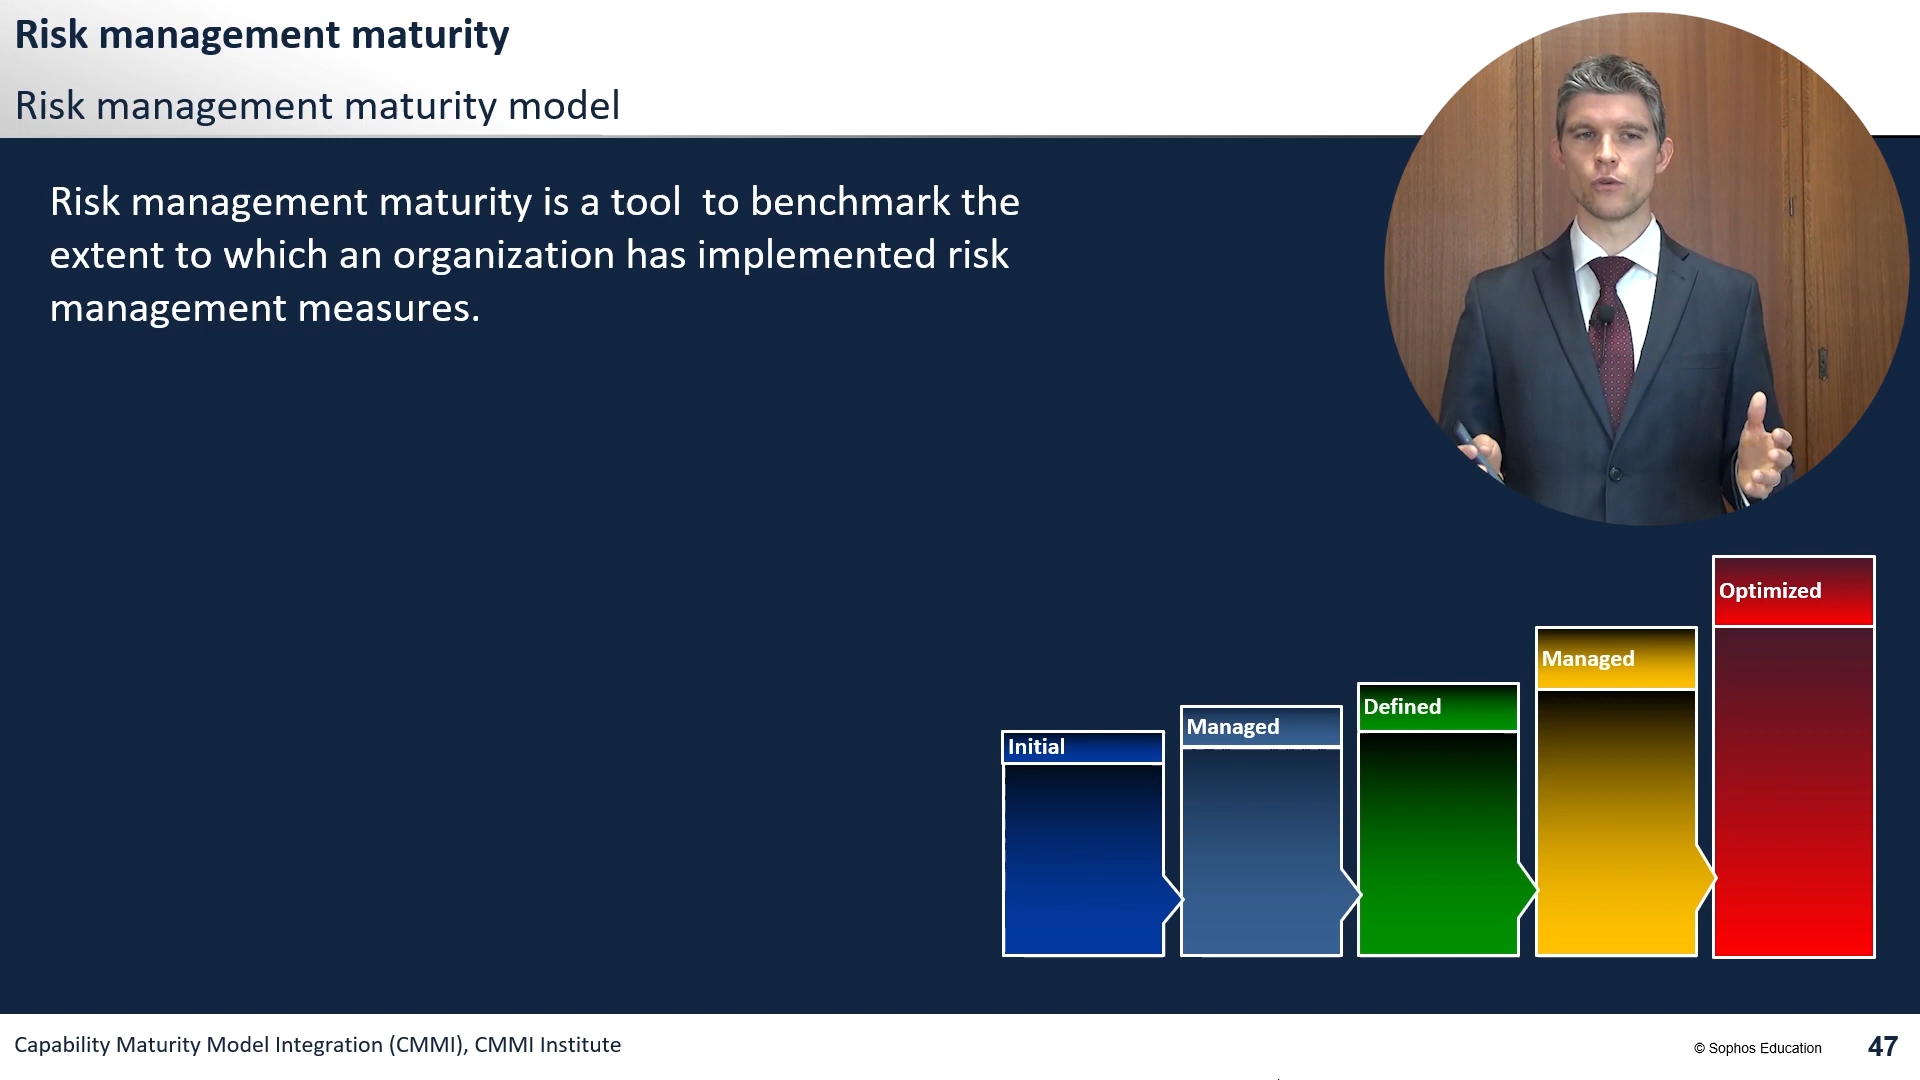 Risk management maturity
Risk management maturity model
Risk management maturity is a tool  to benchmark the
extent to which an organization has implemented risk
management measures.
Initial
Managed
Defined
Managed
Optimized
Capability Maturity Model Integration (CMMI), CMMI Institute
© Sophos Education
47